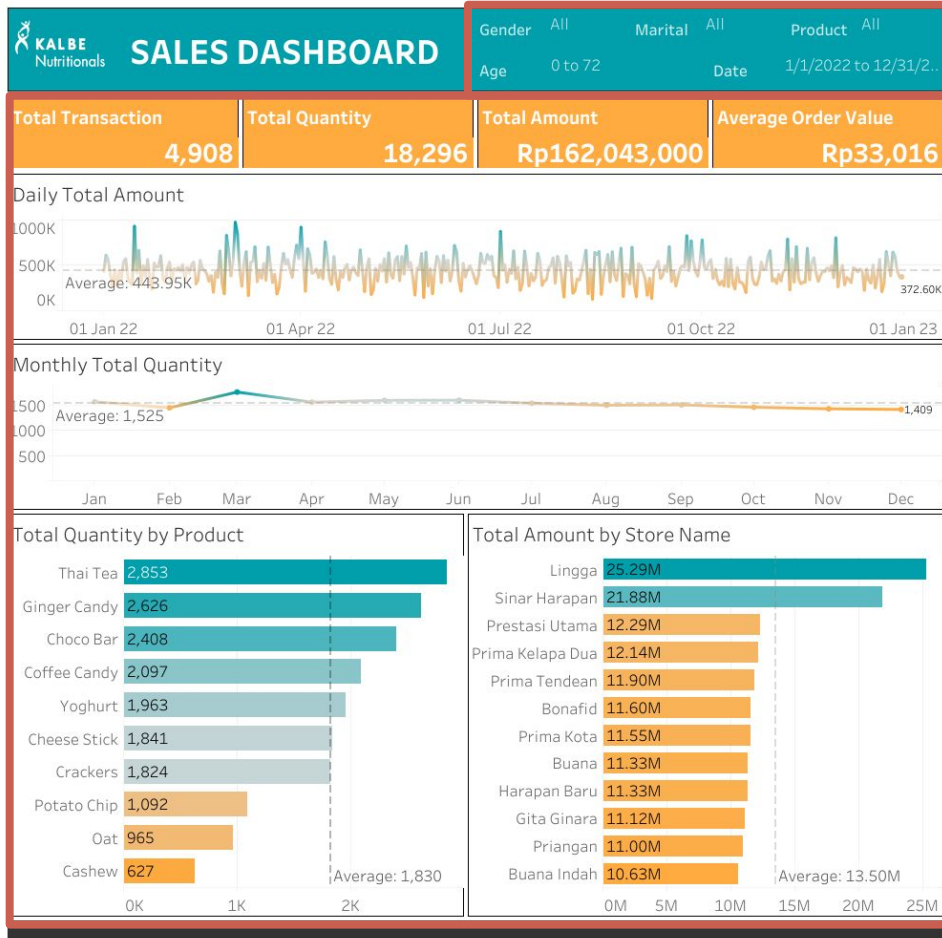 KALBE
Nutritionals
SALES DASHBOARD
Gender All Marital All Product All
Age 0 to 72 Date 1/1/2022 to 12/31/2..
Total Transaction
4,908
Total Quantity
18,296
Total Amount
Rp162,043,000
Average Order Value
Rp33,016
Daily Total Amount
1000K
500K
0K
Average: 443.95K
372.60K
01 Jan 22 01 Apr 22 01 Jul 22 01 Oct 22 01 Jan 23
Monthly Total Quantity
1500
1000
500
Average: 1,525
1,409
Jan Feb Mar Apr May Jun Jul Aug Sep Oct Nov Dec
Total Quantity by Product
Thai Tea 2,853
Ginger Candy 2,626
Choco Bar 2,408
Coffee Candy 2,097
Yoghurt 1,963
Cheese Stick 1,841
Crackers 1,824
Potato Chip 1,092
Oat 965
Cashew 627
Average: 1,830
0K 1K 2K
Total Amount by Store Name
Lingga 25.29M
Sinar Harapan 21.88M
Prestasi Utama 12.29M
Prima Kelapa Dua 12.14M
Prima Tendean 11.90M
Bonafid 11.60M
Prima Kota 11.55M
Buana 11.33M
Harapan Baru 11.33M
Gita Ginara 11.12M
Priangan 11.00M
Buana Indah 10.63M
Average: 13.50M
0M 5M 10M 15M 20M 25M